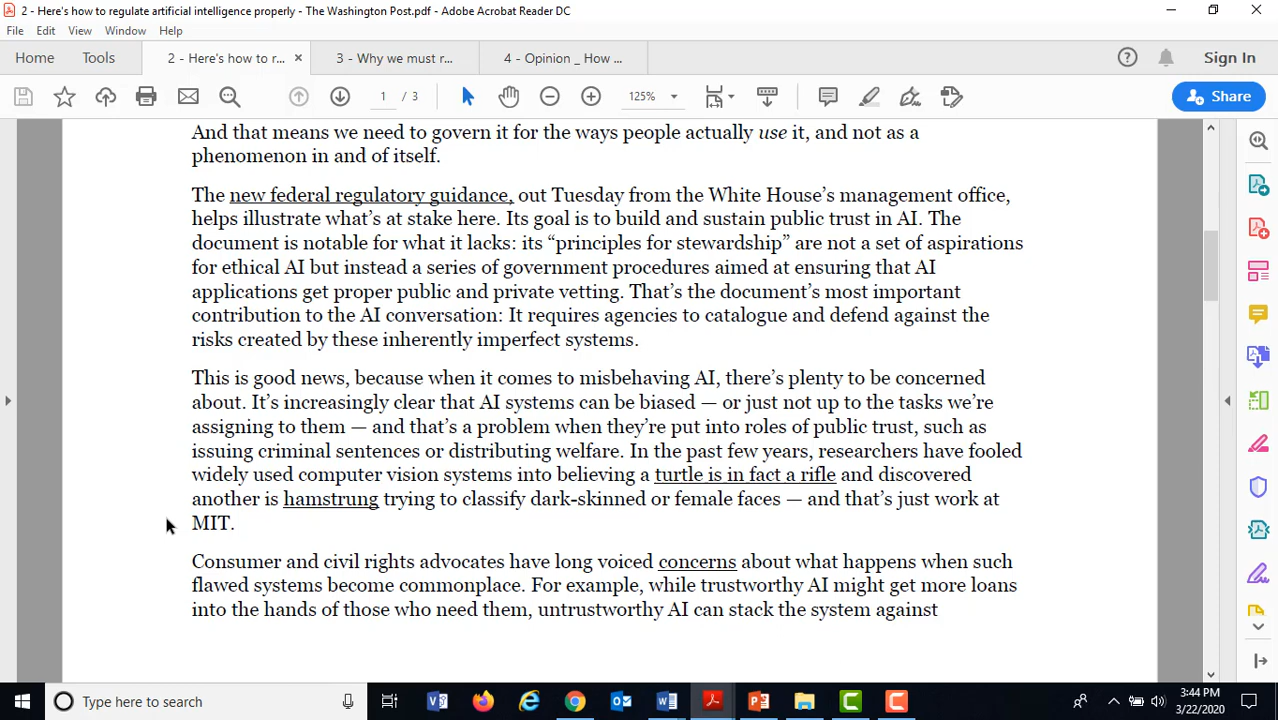 2 - Here's how to regulate artificial intelligence properly - The Washington Post.pdf - Adobe Acrobat Reader DC
File Edit View Window Help
Home Tools 2 - Here's how to r... × 3 - Why we must r... 4 - Opinion _ How ... Sign In
1 / 3 125% Share
And that means we need to govern it for the ways people actually use it, and not as a
phenomenon in and of itself.
The new federal regulatory guidance, out Tuesday from the White House’s management office,
helps illustrate what’s at stake here. Its goal is to build and sustain public trust in AI. The
document is notable for what it lacks: its “principles for stewardship” are not a set of aspirations
for ethical AI but instead a series of government procedures aimed at ensuring that AI
applications get proper public and private vetting. That’s the document’s most important
contribution to the AI conversation: It requires agencies to catalogue and defend against the
risks created by these inherently imperfect systems.
This is good news, because when it comes to misbehaving AI, there’s plenty to be concerned
about. It’s increasingly clear that AI systems can be biased — or just not up to the tasks we’re
assigning to them — and that’s a problem when they’re put into roles of public trust, such as
issuing criminal sentences or distributing welfare. In the past few years, researchers have fooled
widely used computer vision systems into believing a turtle is in fact a rifle and discovered
another is hamstrung trying to classify dark-skinned or female faces — and that’s just work at
MIT.
Consumer and civil rights advocates have long voiced concerns about what happens when such
flawed systems become commonplace. For example, while trustworthy AI might get more loans
into the hands of those who need them, untrustworthy AI can stack the system against
Type here to search
3:44 PM
3/22/2020